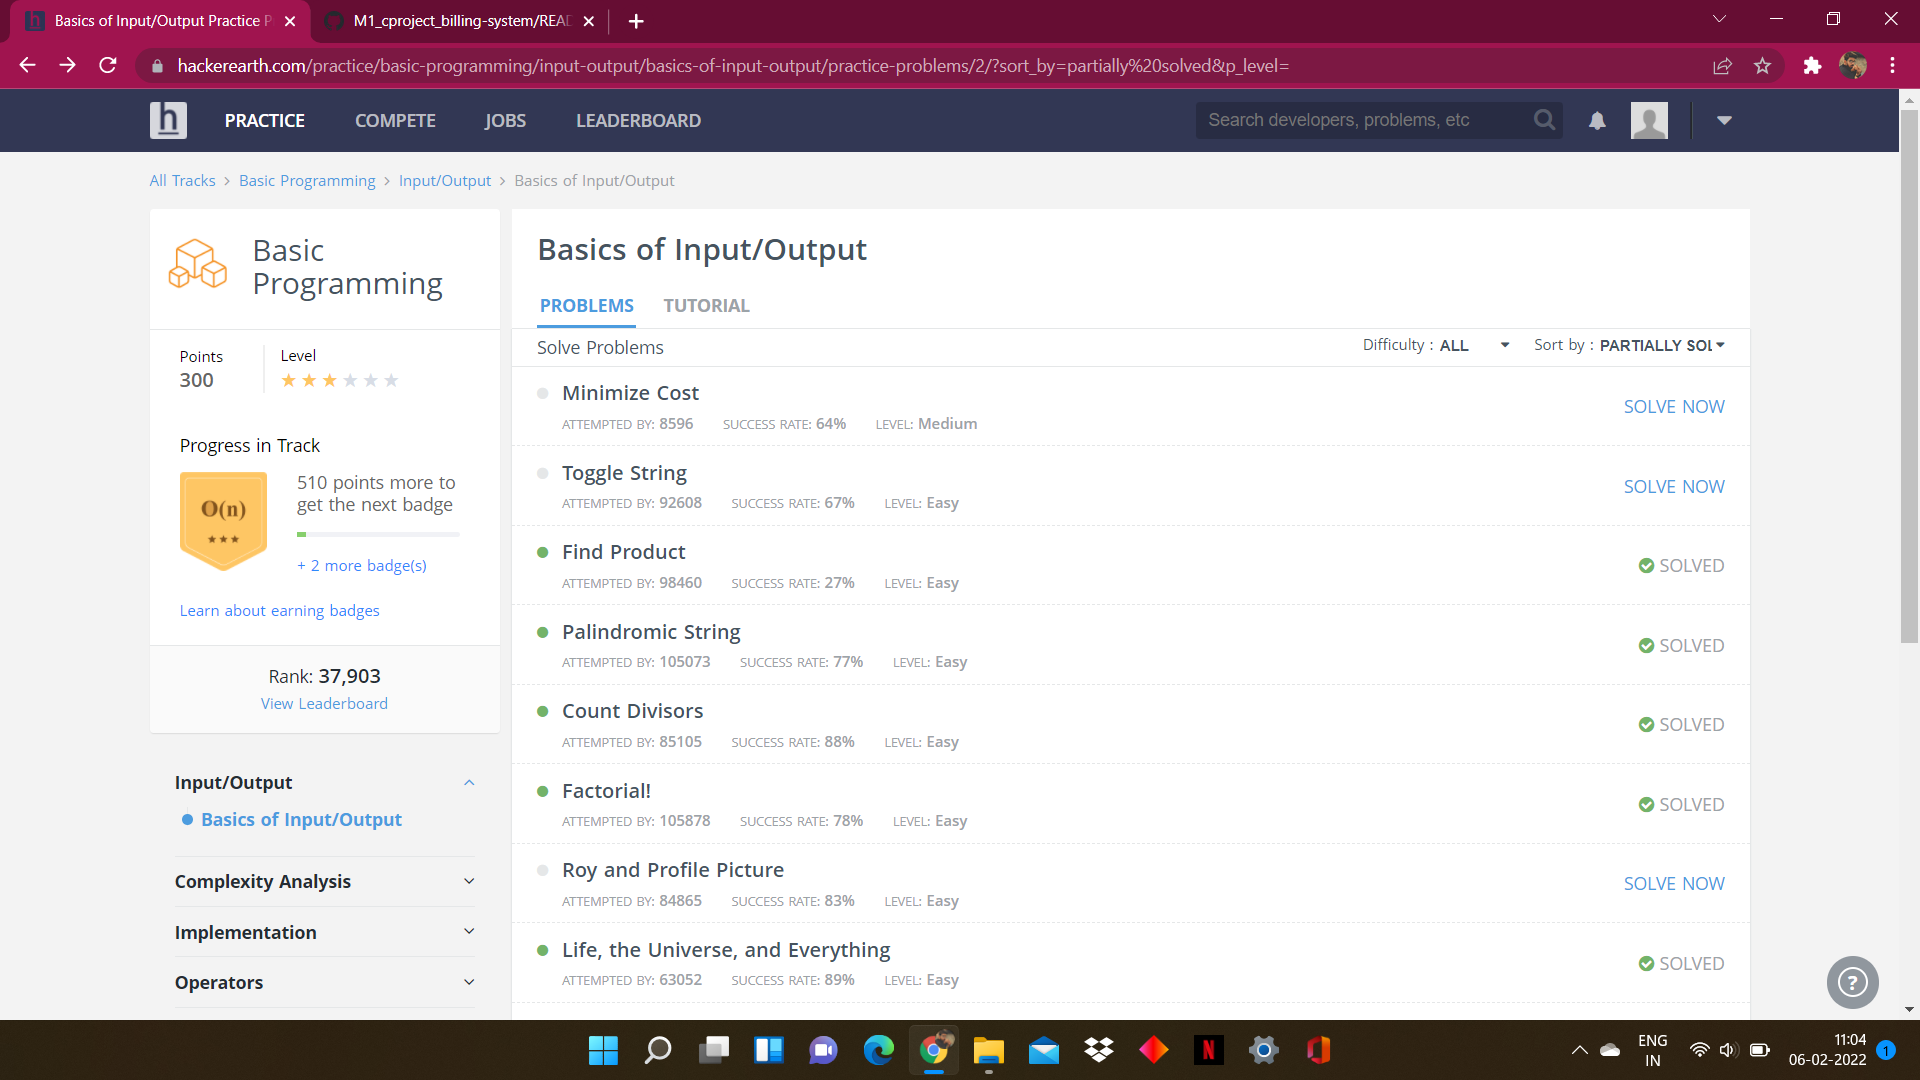 Basics of Input/Output Practice P
M1_cproject_billing-system/READ
hackerearth.com/practice/basic-programming/input-output/basics-of-input-output/practice-problems/2/?sort_by=partially%20solved&p_level=
h PRACTICE COMPETE JOBS LEADERBOARD Search developers, problems, etc
All Tracks > Basic Programming > Input/Output > Basics of Input/Output
Basic
Programming
Points
300
Level
Progress in Track
O(n)
510 points more to
get the next badge
+ 2 more badge(s)
Learn about earning badges
Rank: 37,903
View Leaderboard
Input/Output
Basics of Input/Output
Complexity Analysis
Implementation
Operators
Basics of Input/Output
PROBLEMS TUTORIAL
Solve Problems Difficulty : ALL Sort by : PARTIALLY SOL
Minimize Cost
ATTEMPTED BY: 8596 SUCCESS RATE: 64% LEVEL: Medium
SOLVE NOW
Toggle String
ATTEMPTED BY: 92608 SUCCESS RATE: 67% LEVEL: Easy
SOLVE NOW
Find Product
ATTEMPTED BY: 98460 SUCCESS RATE: 27% LEVEL: Easy
SOLVED
Palindromic String
ATTEMPTED BY: 105073 SUCCESS RATE: 77% LEVEL: Easy
SOLVED
Count Divisors
ATTEMPTED BY: 85105 SUCCESS RATE: 88% LEVEL: Easy
SOLVED
Factorial!
ATTEMPTED BY: 105878 SUCCESS RATE: 78% LEVEL: Easy
SOLVED
Roy and Profile Picture
ATTEMPTED BY: 84865 SUCCESS RATE: 83% LEVEL: Easy
SOLVE NOW
Life, the Universe, and Everything
ATTEMPTED BY: 63052 SUCCESS RATE: 89% LEVEL: Easy
SOLVED
?
N
ENG
IN
11:04
06-02-2022
1